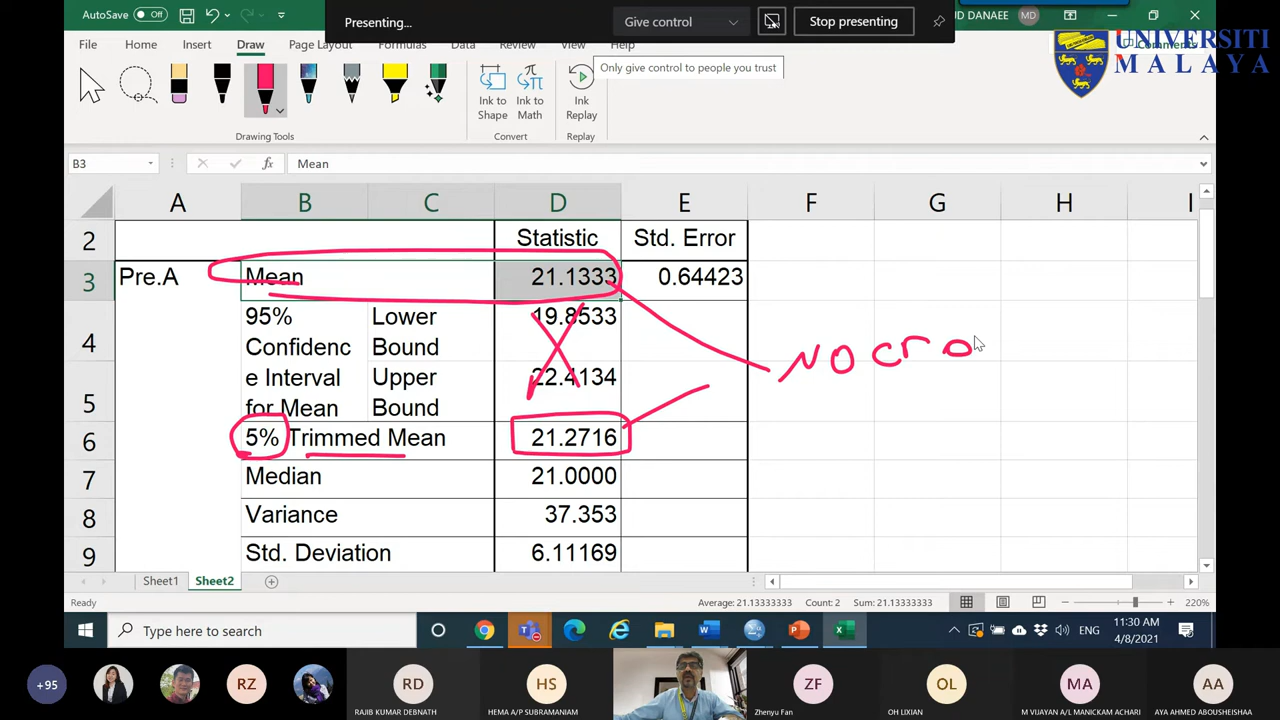 AutoSave Off
Presenting...
Give control
Stop presenting
UD DANAEE MD
UNIVERSITI
MALAYA
File Home Insert Draw Page Layout Formulas Data Review View Help
Comments
Only give control to people you trust
Ink to Shape
Ink to Math
Ink Replay
Drawing Tools
Convert
Replay
B3 fx Mean
A B C D E F G H I
2 Statistic Std. Error
3 Pre.A Mean 21.1333 0.64423
4 95% Confidenc Lower Bound 19.8533
5 e Interval for Mean Upper Bound 22.4134
NO cro
6 5% Trimmed Mean 21.2716
7 Median 21.0000
8 Variance 37.353
9 Std. Deviation 6.11169
Sheet1 Sheet2
Ready Average: 21.13333333 Count: 2 Sum: 21.13333333 220%
Type here to search
ENG 11:30 AM
4/8/2021
+95 RZ RD HS ZF OL MA AA
RAJIB KUMAR DEBNATH HEMA A/P SUBRAMANIAM Zhenyu Fan OH LIXIAN M VIJAYAN A/L MANICKAM ACHARI AYA AHMED ABOUSHEISHAA